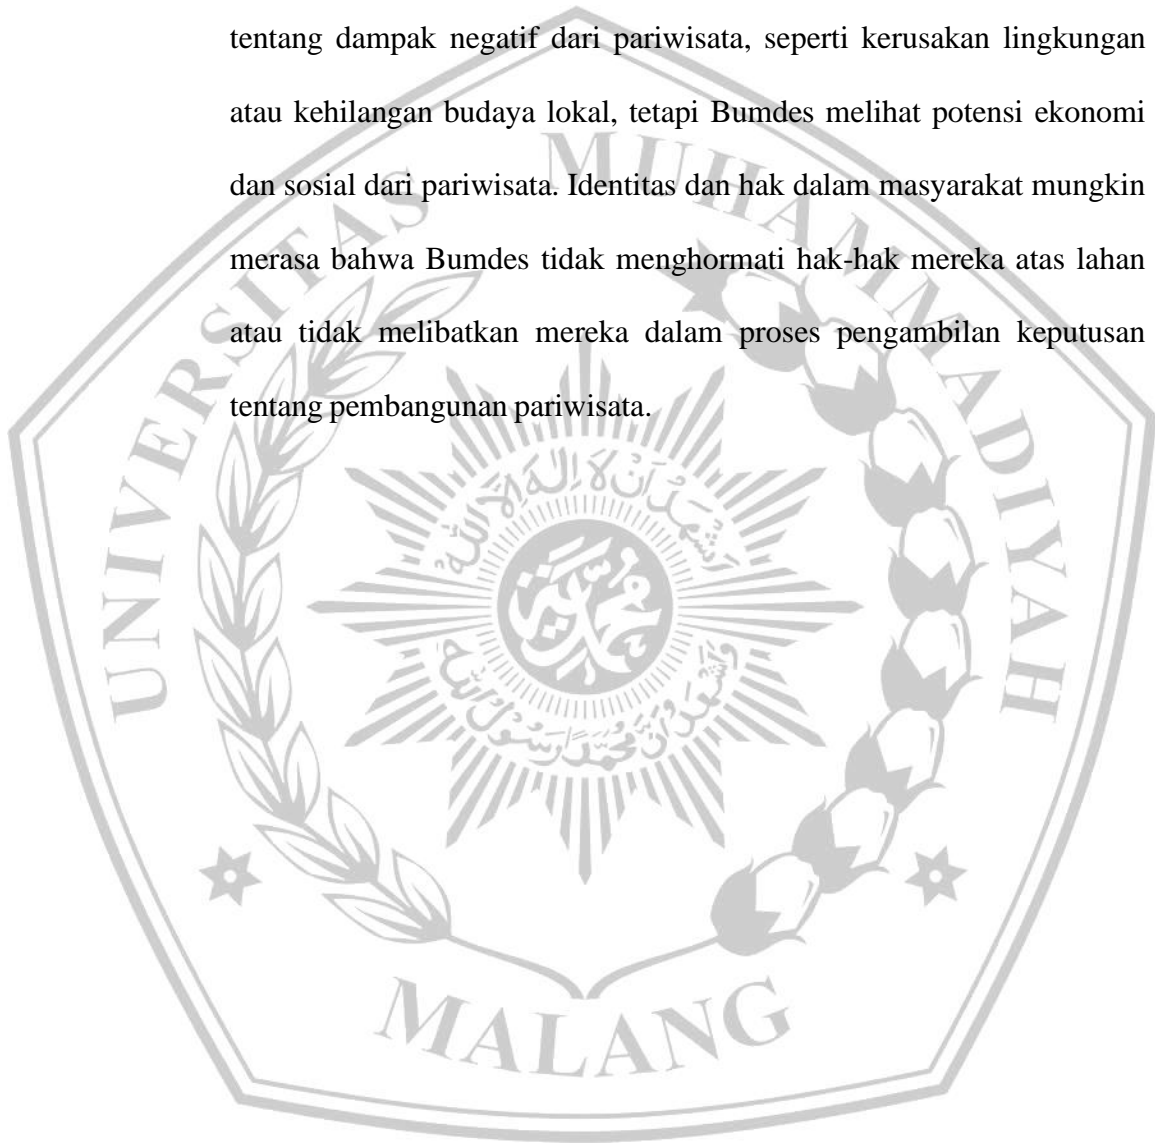 tentang dampak negatif dari pariwisata, seperti kerusakan lingkungan
atau kehilangan budaya lokal, tetapi Bumdes melihat potensi ekonomi
dan sosial dari pariwisata. Identitas dan hak dalam masyarakat mungkin
merasa bahwa Bumdes tidak menghormati hak-hak mereka atas lahan
atau tidak melibatkan mereka dalam proses pengambilan keputusan
tentang pembangunan pariwisata.
UNIVERSITAS MUHAMMADIYAH
MALANG